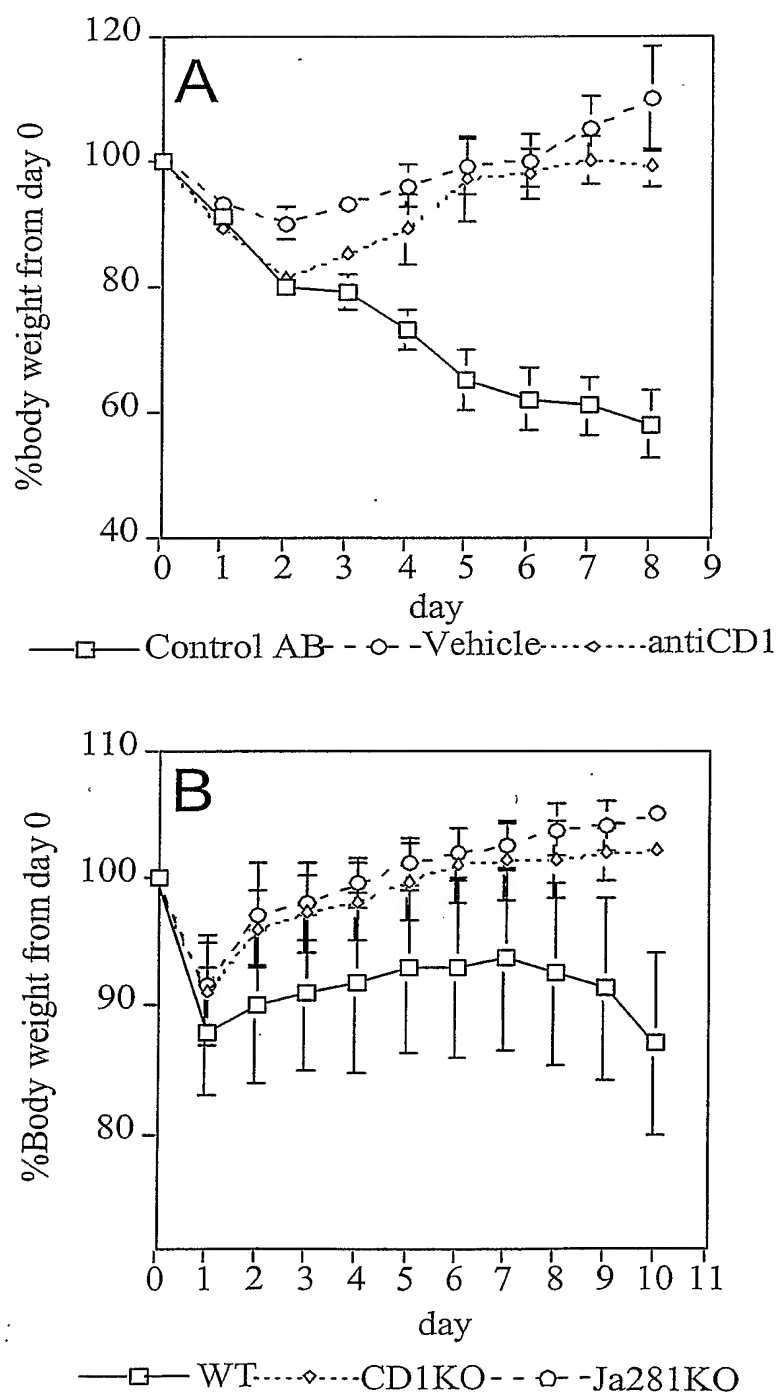 120
A
100
80
60
40
%body weight from day 0
0 1 2 3 4 5 6 7 8 9
day
Control AB Vehicle antiCD1
110
B
100
90
80
%Body weight from day 0
0 1 2 3 4 5 6 7 8 9 10 11
day
WT CD1KO Ja281KO